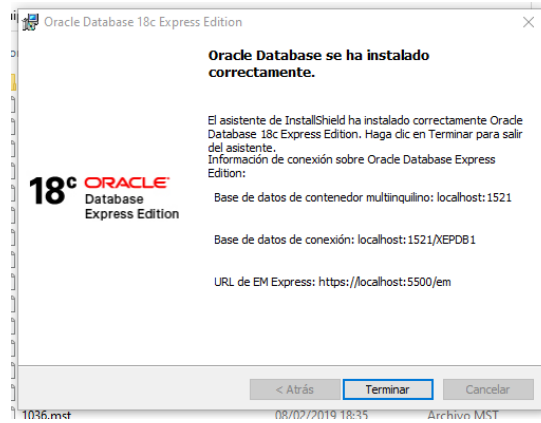 Oracle Database 18c Express Edition
Oracle Database se ha instalado
correctamente.
El asistente de InstallShield ha instalado correctamente Oracle
Database 18c Express Edition. Haga clic en Terminar para salir
del asistente.
Información de conexión sobre Oracle Database Express
Edition:
18c ORACLE
Database
Express Edition
Base de datos de contenedor multiinquilino: localhost:1521
Base de datos de conexión: localhost:1521/XEPDB1
URL de EM Express: https://localhost:5500/em
< Atrás Terminar Cancelar
1036.mst 08/02/2019 18:35 Archivo MST